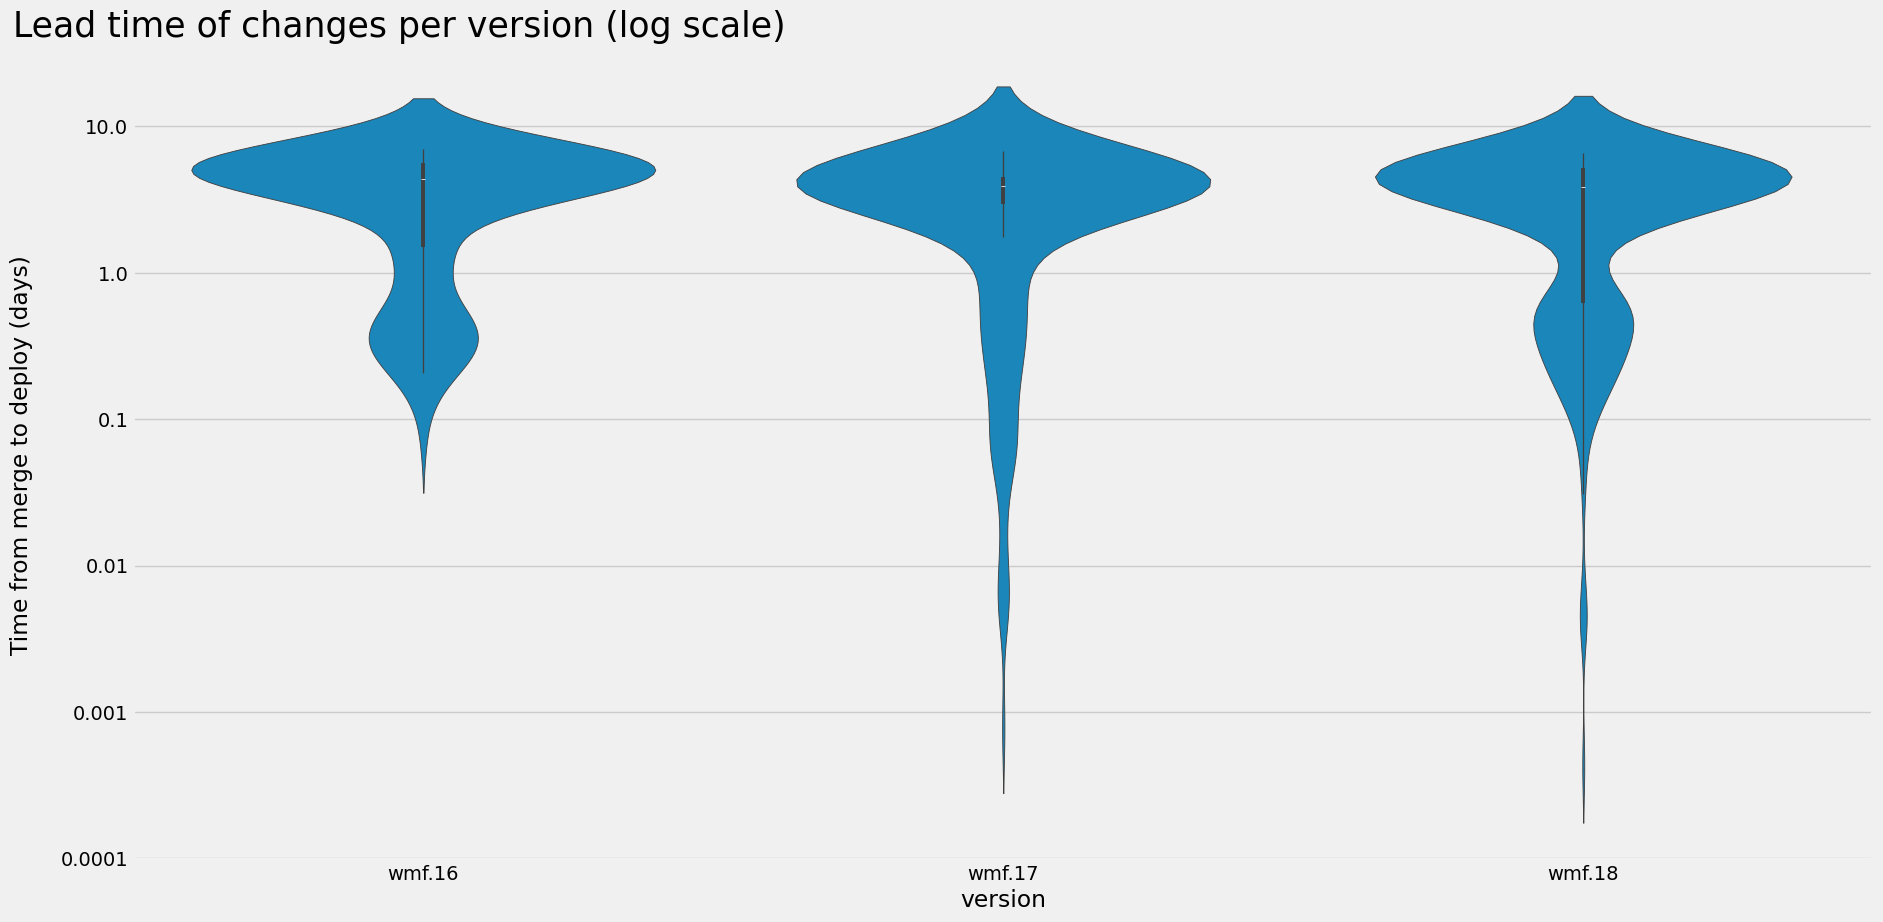 Lead time of changes per version (log scale)
Time from merge to deploy (days)
10.0
1.0
0.1
0.01
0.001
0.0001
wmf.16
wmf.17
wmf.18
version